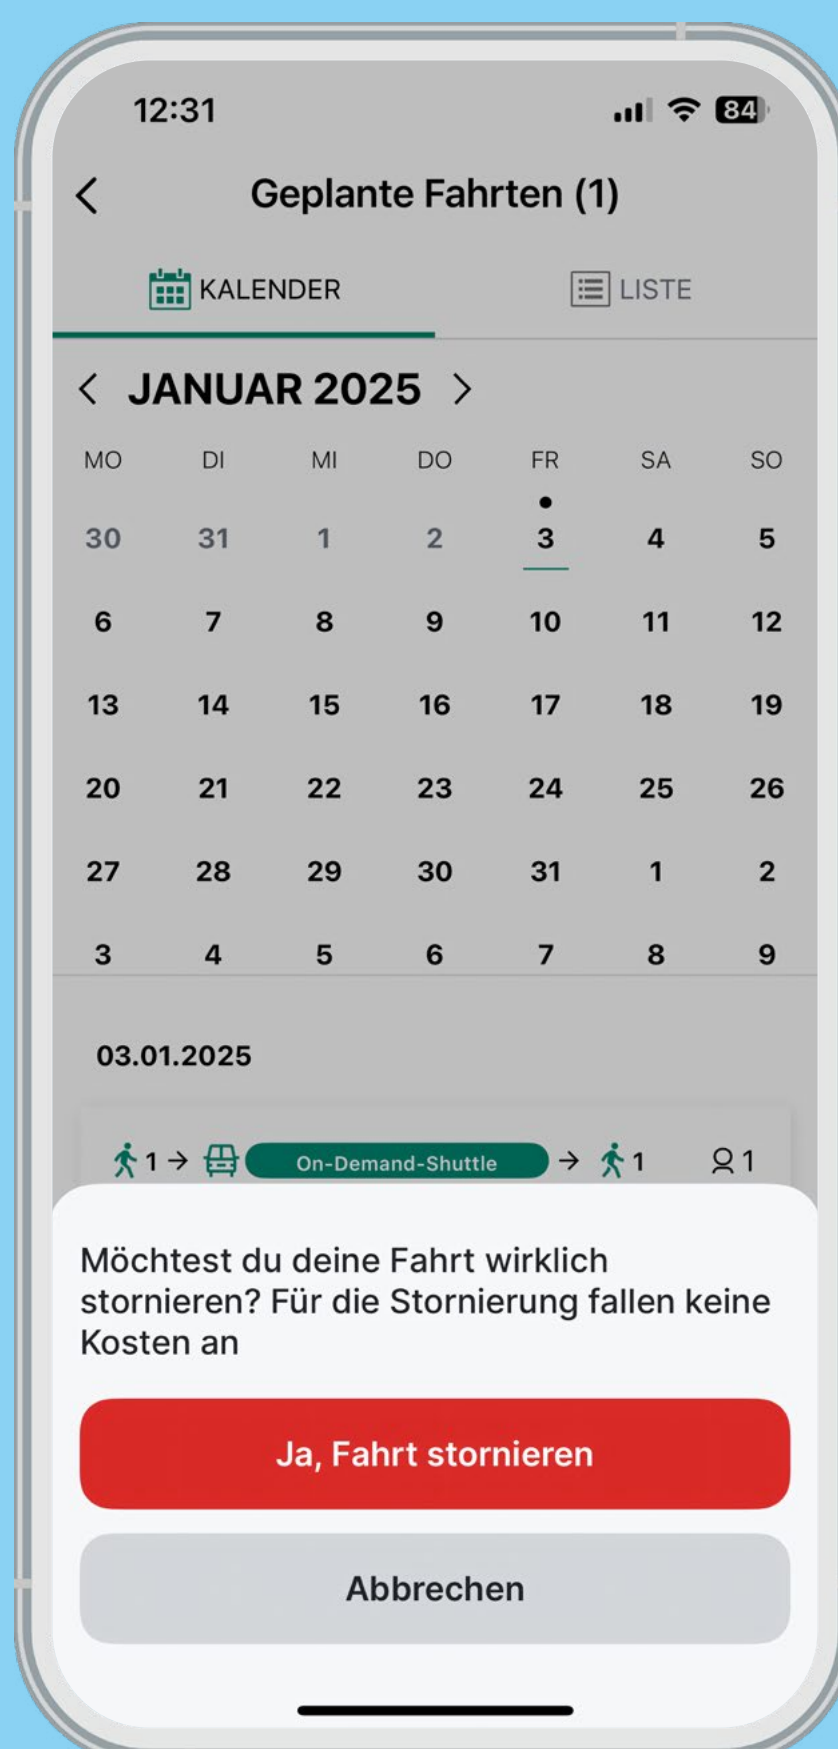 12:31 84
Geplante Fahrten (1)
KALENDER LISTE
JANUAR 2025
MO DI MI DO FR SA SO
30 31 1 2 3 4 5
6 7 8 9 10 11 12
13 14 15 16 17 18 19
20 21 22 23 24 25 26
27 28 29 30 31 1 2
3 4 5 6 7 8 9
03.01.2025
1 → On-Demand-Shuttle → 1 1
Möchtest du deine Fahrt wirklich
stornieren? Für die Stornierung fallen keine
Kosten an
Ja, Fahrt stornieren
Abbrechen